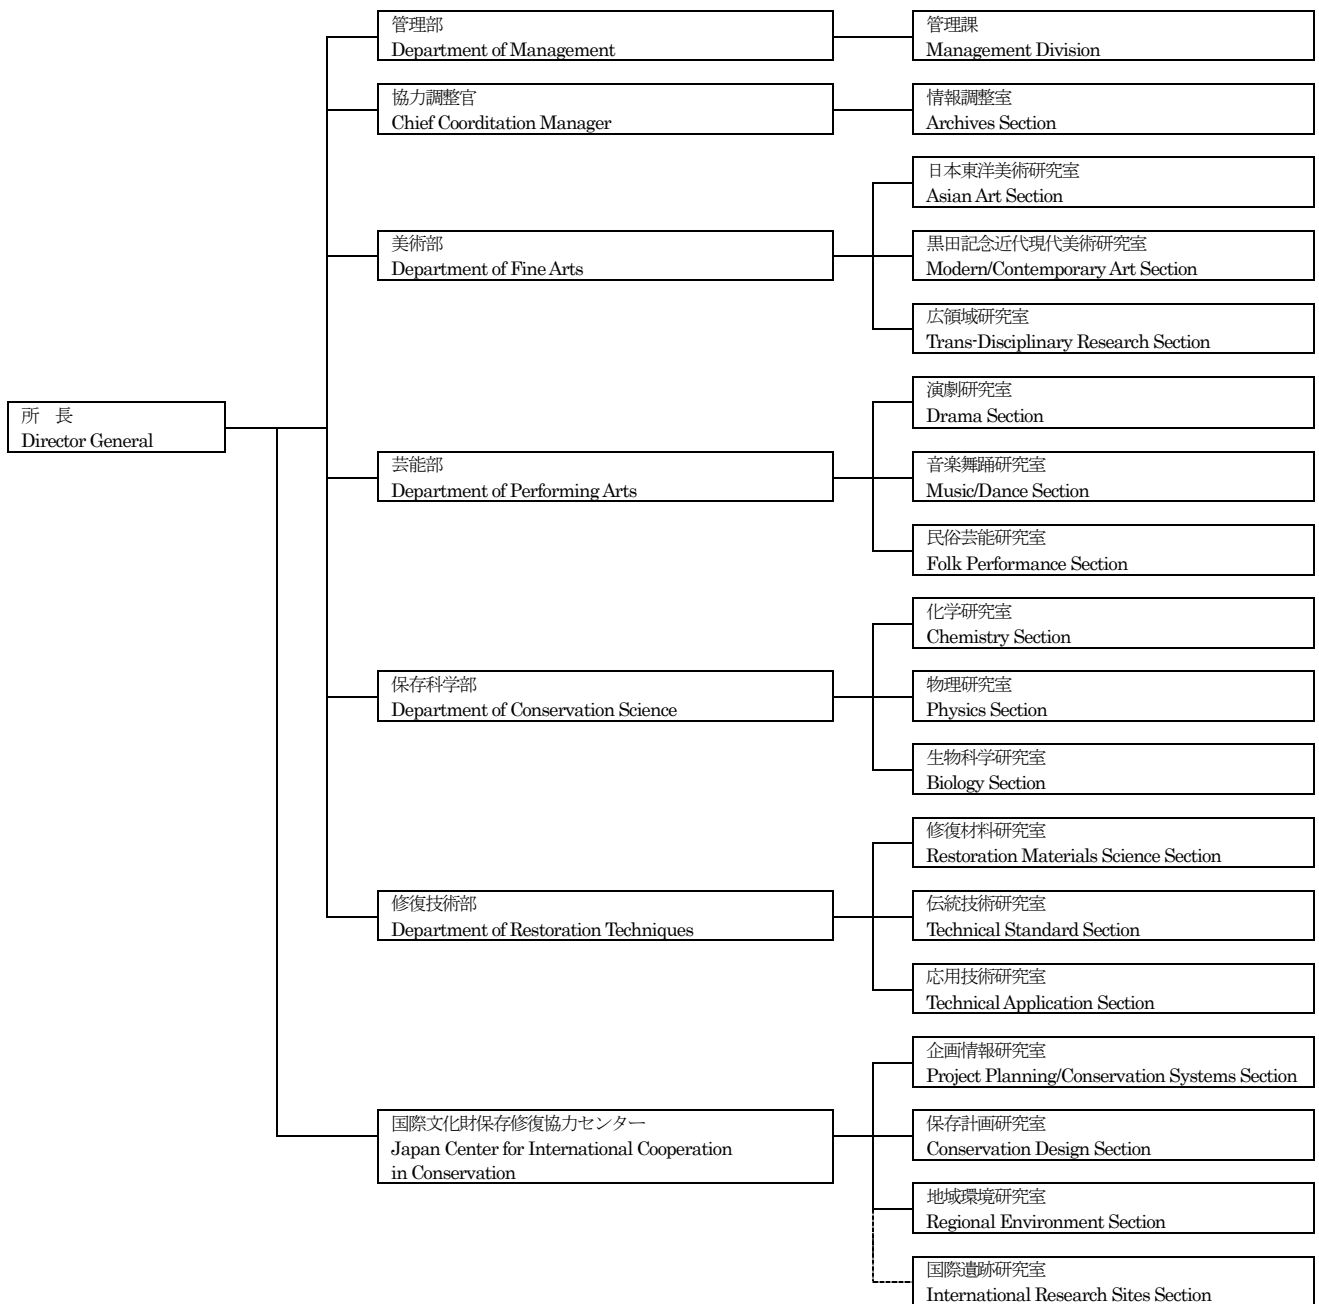 所 長
Director General
管理部
Department of Management
管理課
Management Division
協力調整官
Chief Coorditation Manager
情報調整室
Archives Section
美術部
Department of Fine Arts
日本東洋美術研究室
Asian Art Section
黒田記念近代現代美術研究室
Modern/Contemporary Art Section
広領域研究室
Trans-Disciplinary Research Section
芸能部
Department of Performing Arts
演劇研究室
Drama Section
音楽舞踊研究室
Music/Dance Section
民俗芸能研究室
Folk Performance Section
保存科学部
Department of Conservation Science
化学研究室
Chemistry Section
物理研究室
Physics Section
生物科学研究室
Biology Section
修復技術部
Department of Restoration Techniques
修復材料研究室
Restoration Materials Science Section
伝統技術研究室
Technical Standard Section
応用技術研究室
Technical Application Section
国際文化財保存修復協力センター
Japan Center for International Cooperation
in Conservation
企画情報研究室
Project Planning/Conservation Systems Section
保存計画研究室
Conservation Design Section
地域環境研究室
Regional Environment Section
国際遺跡研究室
International Research Sites Section